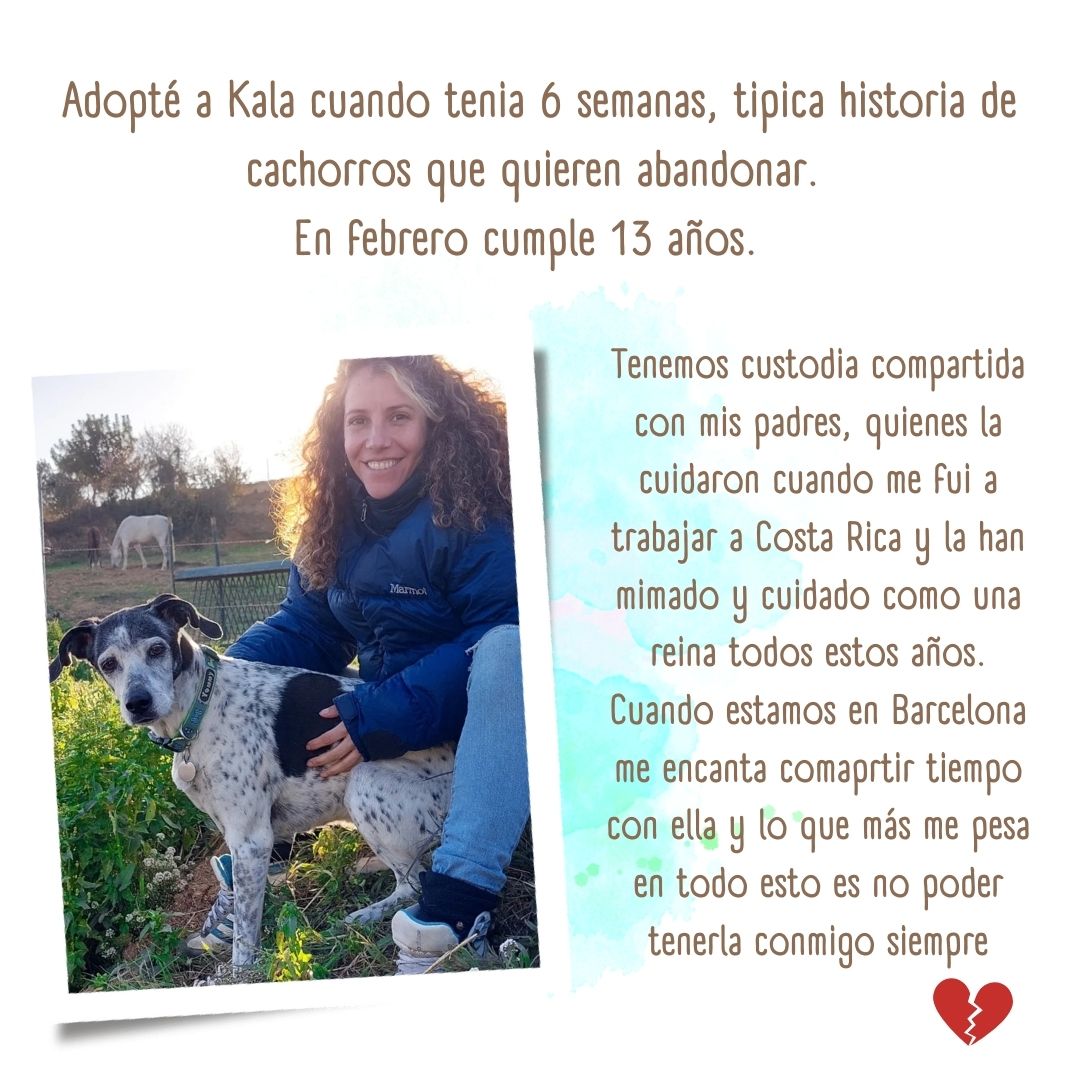 Adopté a Kala cuando tenia 6 semanas, tipica historia de
cachorros que quieren abandonar.
En febrero cumple 13 años.
Tenemos custodia compartida
con mis padres, quienes la
cuidaron cuando me fui a
trabajar a Costa Rica y la han
mimado y cuidado como una
reina todos estos años.
Cuando estamos en Barcelona
me encanta comaprtir tiempo
con ella y lo que más me pesa
en todo esto es no poder
tenerla conmigo siempre
Marmot